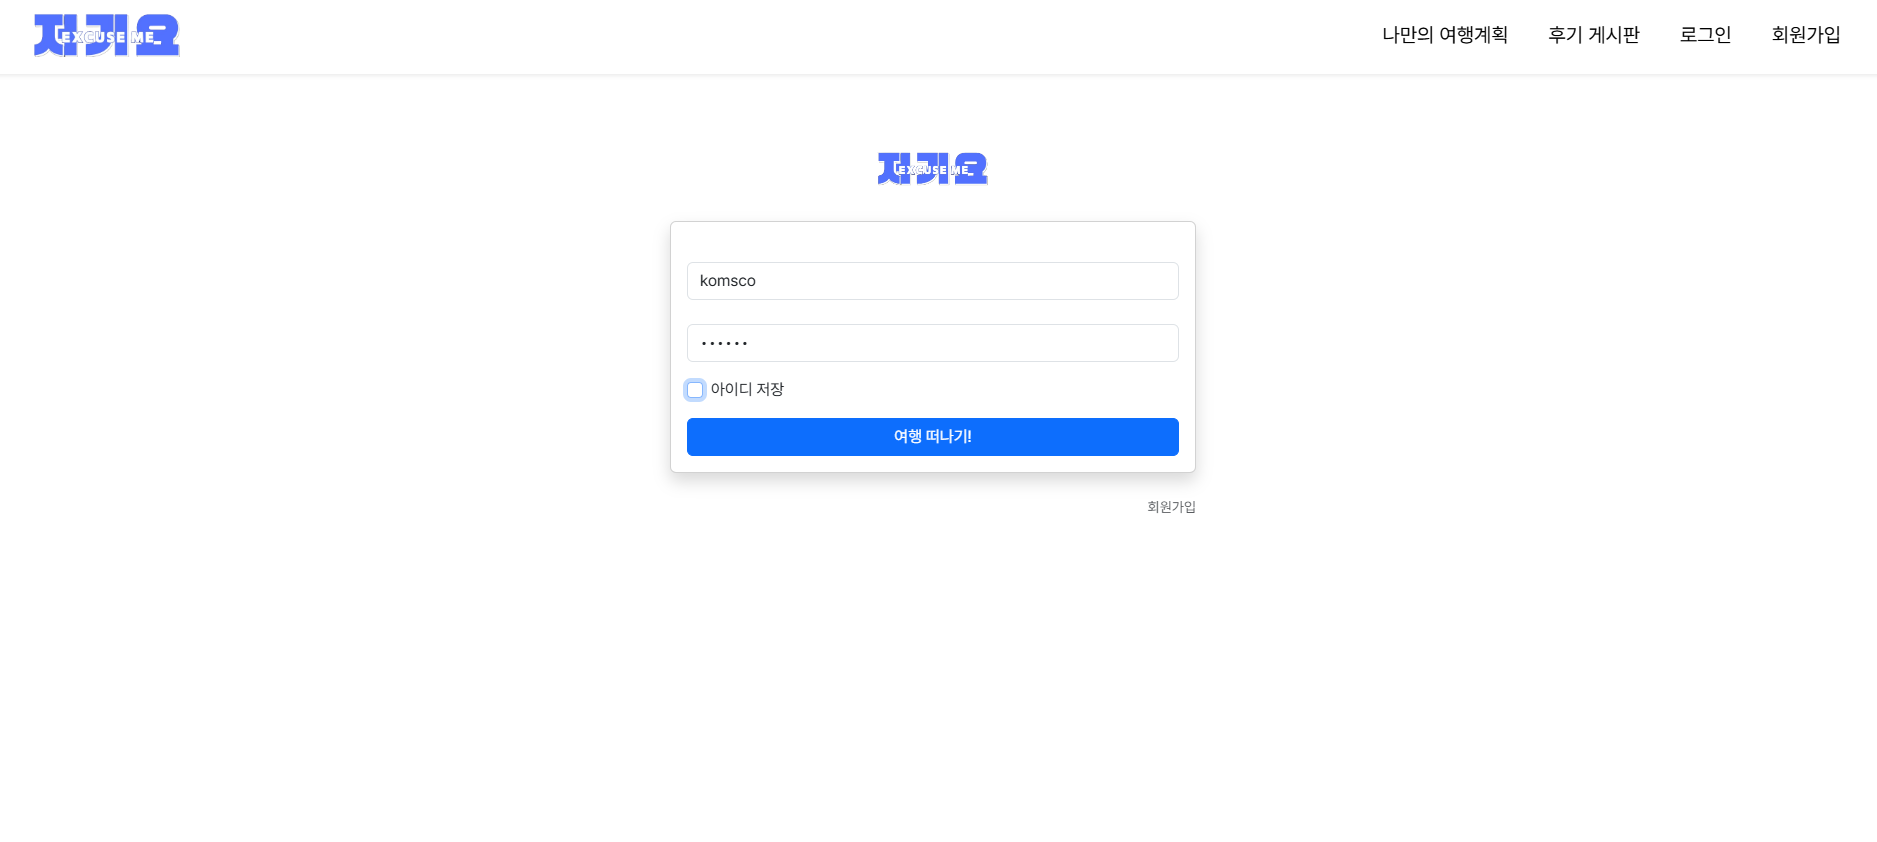 저기요
EXCUSE ME_
나만의 여행계획
후기 게시판
로그인
회원가입
저기요
EXCUSE ME_
komsco
••••••
아이디 저장
여행 떠나기!
회원가입